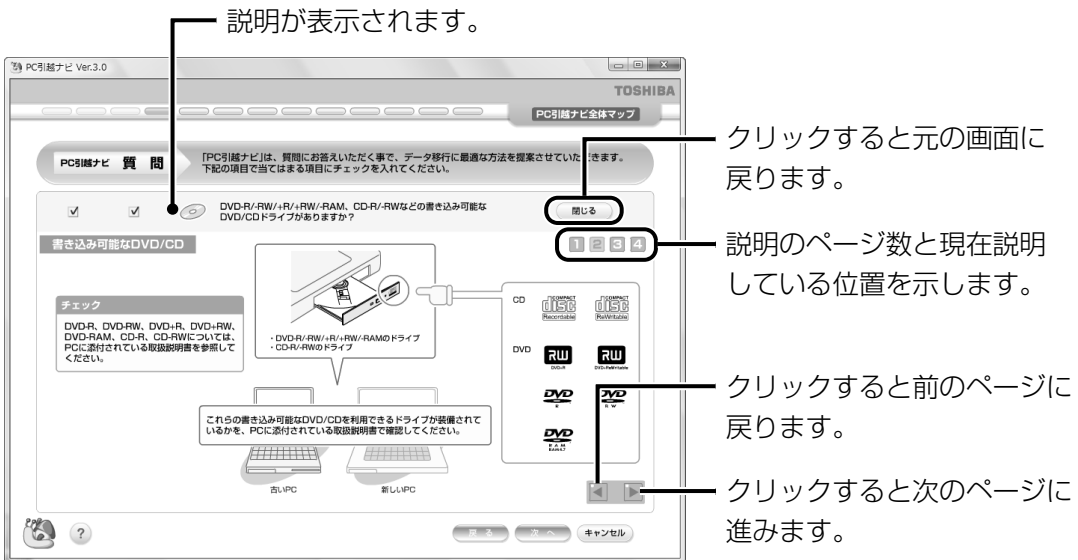 説明が表示されます。
PC引越ナビ Ver.3.0
TOSHIBA
PC引越ナビ全体マップ
PC引越ナビ 質 問
「PC引越ナビ」は、質問にお答えいただく事で、データ移行に最適な方法を提案させていただきます。
下記の項目で当てはまる項目にチェックを入れてください。
DVD-R/-RW/+R/+RW/-RAM、CD-R/-RWなどの書き込み可能な
DVD/CDドライブがありますか？
閉じる
書き込み可能なDVD/CD
1 2 3 4
チェック
DVD-R、DVD-RW、DVD+R、DVD+RW、
DVD-RAM、CD-R、CD-RWについては、
PCに添付されている取扱説明書を参照して
ください。
・DVD-R/-RW/+R/+RW/-RAMのドライブ
・CD-R/-RWのドライブ
CD
COMPACT disc Recordable
COMPACT disc ReWritable
DVD
RW DVD+R
RW DVD+ReWritable
DVD R
DVD R W
DVD RAM RAM4.7
これらの書き込み可能なDVD/CDを利用できるドライブが装備されて
いるかを、PCに添付されている取扱説明書で確認してください。
古いPC
新しいPC
?
戻 る
次 へ
キャンセル
クリックすると元の画面に
戻ります。
説明のページ数と現在説明
している位置を示します。
クリックすると前のページに
戻ります。
クリックすると次のページに
進みます。